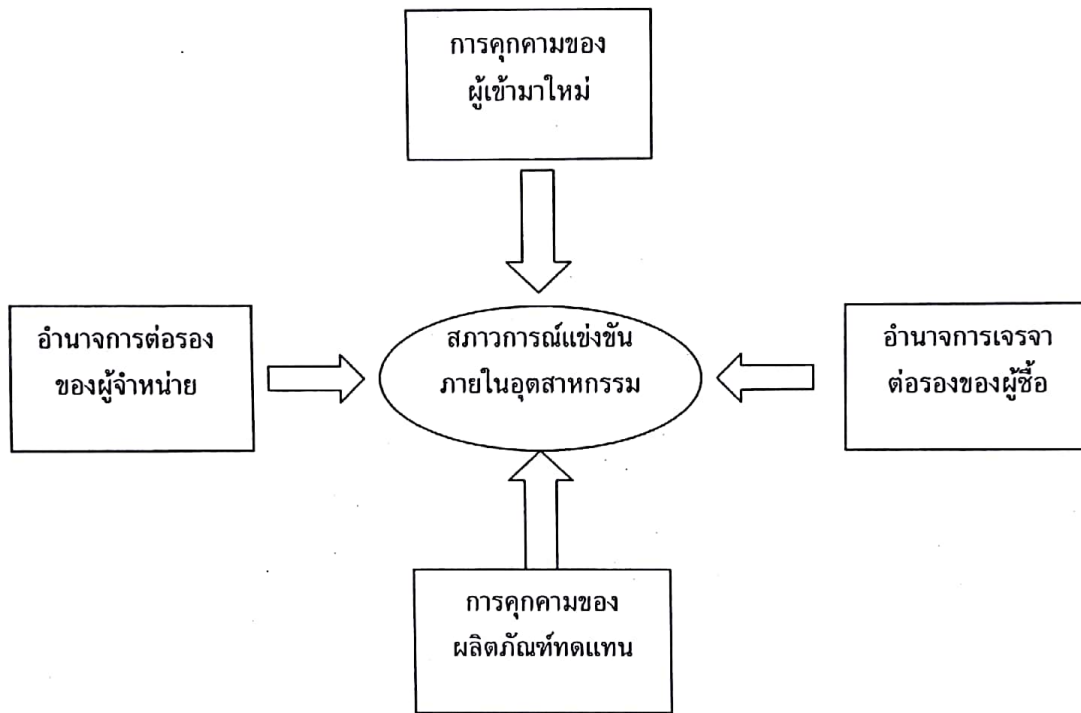 การคุกคามของ
ผู้เข้ามาใหม่
อำนาจการต่อรอง
ของผู้จำหน่าย
สภาวการณ์แข่งขัน
ภายในอุตสาหกรรม
อำนาจการเจรจา
ต่อรองของผู้ซื้อ
การคุกคามของ
ผลิตภัณฑ์ทดแทน